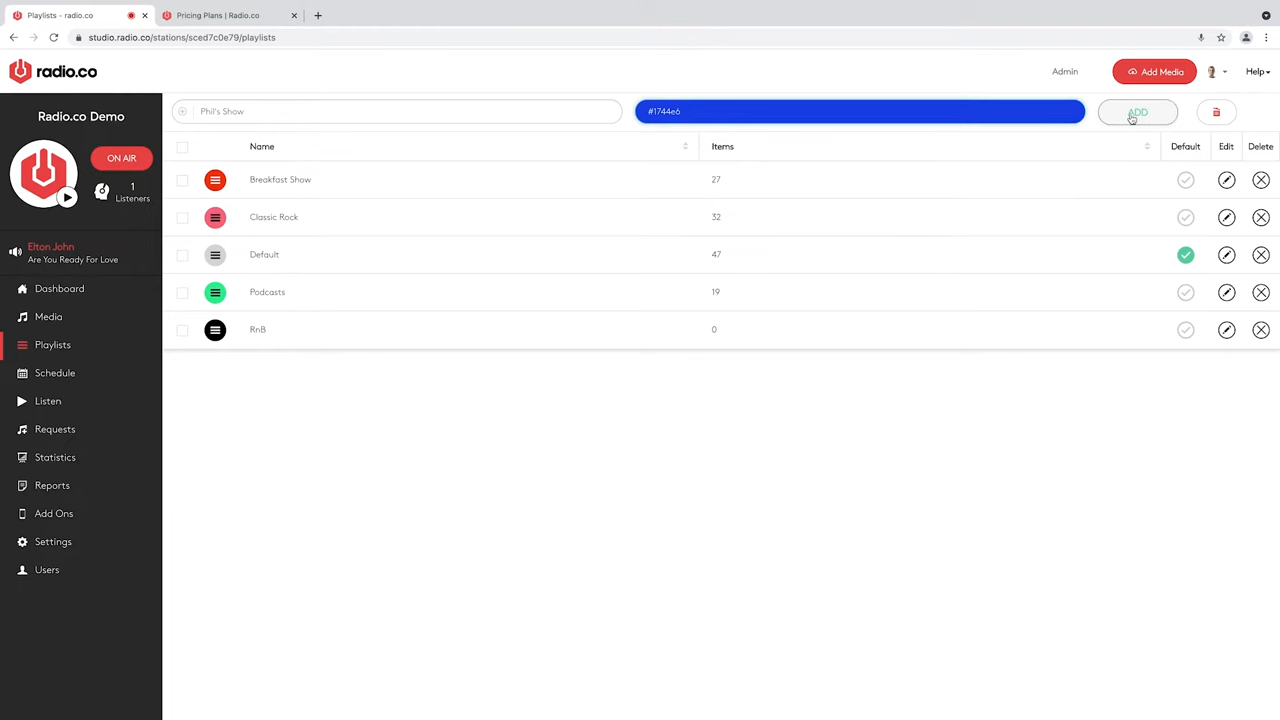 Playlists - radio.co
Pricing Plans | Radio.co
studio.radio.co/stations/sced7c0e79/playlists
radio.co
Admin
Add Media
Help
Radio.co Demo
ON AIR
1
Listeners
Elton John
Are You Ready For Love
Dashboard
Media
Playlists
Schedule
Listen
Requests
Statistics
Reports
Add Ons
Settings
Users
Phil's Show
#1744e6
ADD
Name
Items
Default
Edit
Delete
Breakfast Show
27
Classic Rock
32
Default
47
Podcasts
19
RnB
0